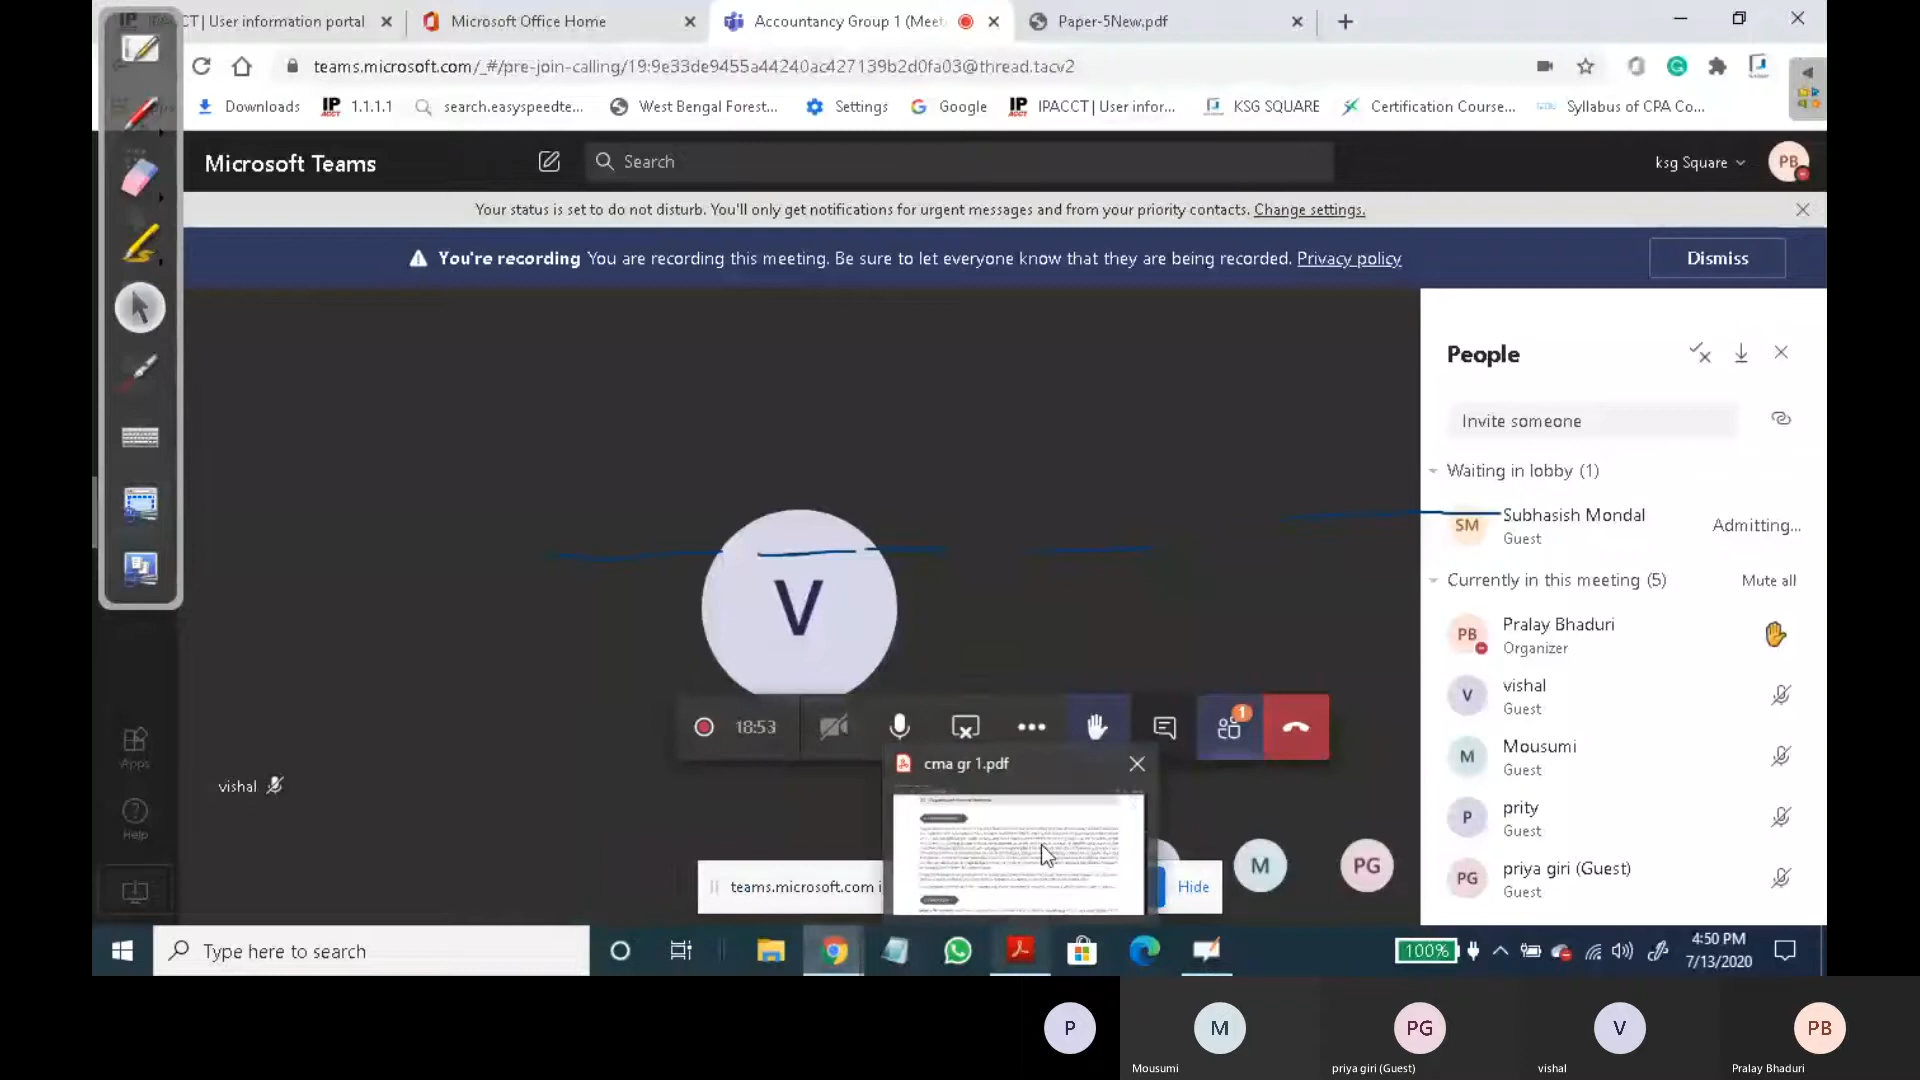 CT | User information portal
Microsoft Office Home
Accountancy Group 1 (Meet
Paper-5New.pdf
teams.microsoft.com/_#/pre-join-calling/19:9e33de9455a44240ac427139b2d0fa03@thread.tacv2
Downloads
IP ACCT 1.1.1.1
search.easyspeedte...
West Bengal Forest...
Settings
Google
IP ACCT IPACCT | User infor...
KSG SQUARE
Certification Course...
Syllabus of CPA Co...
Microsoft Teams
Search
ksg Square
PB
Your status is set to do not disturb. You'll only get notifications for urgent messages and from your priority contacts. Change settings.
You're recording You are recording this meeting. Be sure to let everyone know that they are being recorded. Privacy policy
Dismiss
People
Invite someone
Waiting in lobby (1)
SM Subhasish Mondal
Guest
Admitting...
Currently in this meeting (5)
Mute all
PB Pralay Bhaduri
Organizer
V vishal
Guest
M Mousumi
Guest
P prity
Guest
PG priya giri (Guest)
Guest
V
18:53
1
cma gr 1.pdf
vishal
Apps
Help
teams.microsoft.com i
Hide
M
PG
Type here to search
100%
4:50 PM
7/13/2020
P
M
Mousumi
PG
priya giri (Guest)
V
vishal
PB
Pralay Bhaduri